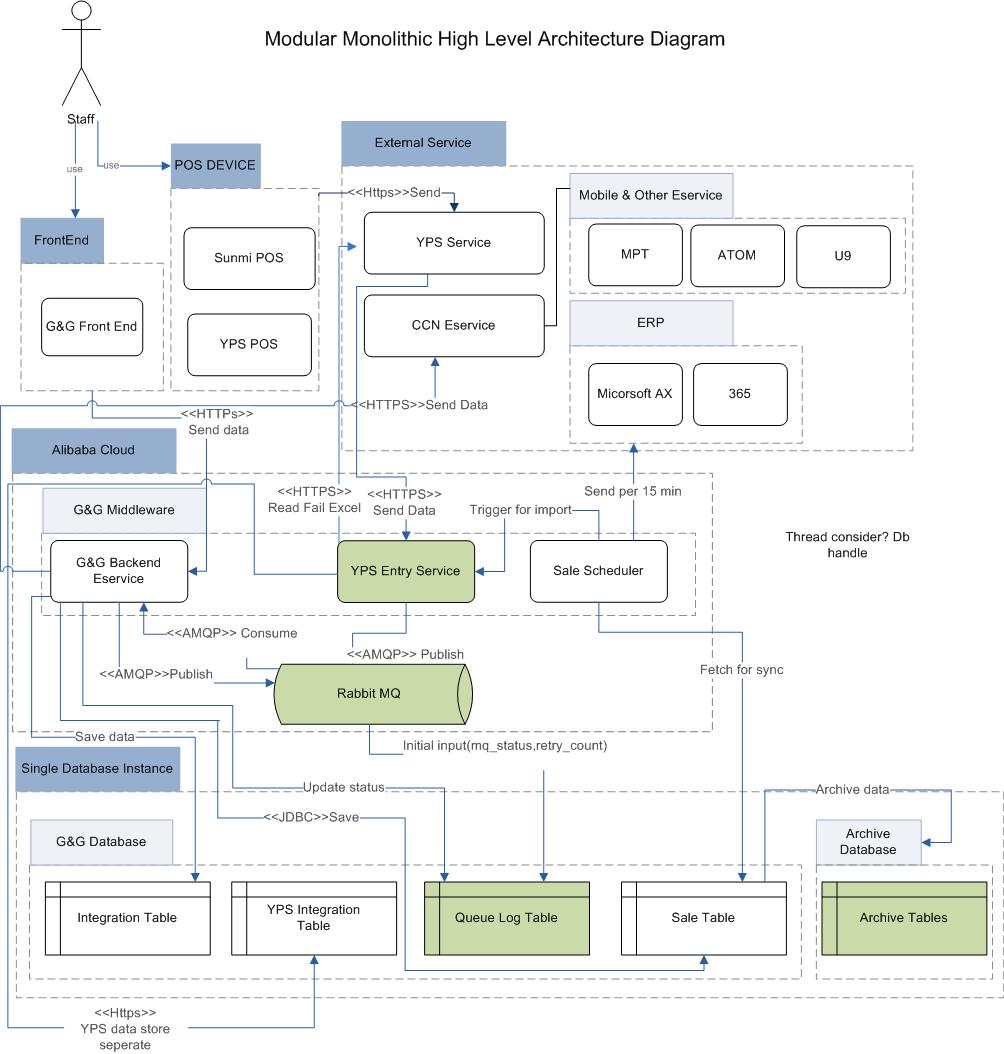 Modular Monolithic High Level Architecture Diagram
Staff
use
use
POS DEVICE
External Service
FrontEnd
<<Https>>Send
Mobile & Other Eservice
Sunmi POS
YPS Service
MPT
ATOM
U9
G&G Front End
YPS POS
CCN Eservice
ERP
Micorsoft AX
365
<<HTTPS>>Send Data
<<HTTPs>>
Send data
Alibaba Cloud
<<HTTPS>>
Read Fail Excel
<<HTTPS>>
Send Data
Send per 15 min
G&G Middleware
Trigger for import
Thread consider? Db
handle
G&G Backend
Eservice
YPS Entry Service
Sale Scheduler
<<AMQP>> Consume
<<AMQP>> Publish
<<AMQP>>Publish
Rabbit MQ
Fetch for sync
Save data
Initial input(mq_status,retry_count)
Single Database Instance
Update status
Archive data
<<JDBC>>Save
G&G Database
Archive
Database
Integration Table
YPS Integration
Table
Queue Log Table
Sale Table
Archive Tables
<<Https>>
YPS data store
seperate